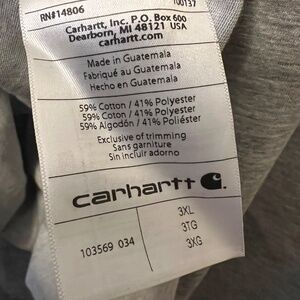 RN#14806 100137
Carhartt, Inc. P.O. Box 600
Dearborn, MI 48121 USA
carhartt.com
Made in Guatemala
Fabriqué au Guatemala
Hecho en Guatemala
59% Cotton / 41% Polyester
59% Coton / 41% Polyester
59% Algodón / 41% Poliéster
Exclusive of trimming
Sans garniture
Sin incluir adorno
carhartt
103569 034
3XL
3TG
3XG